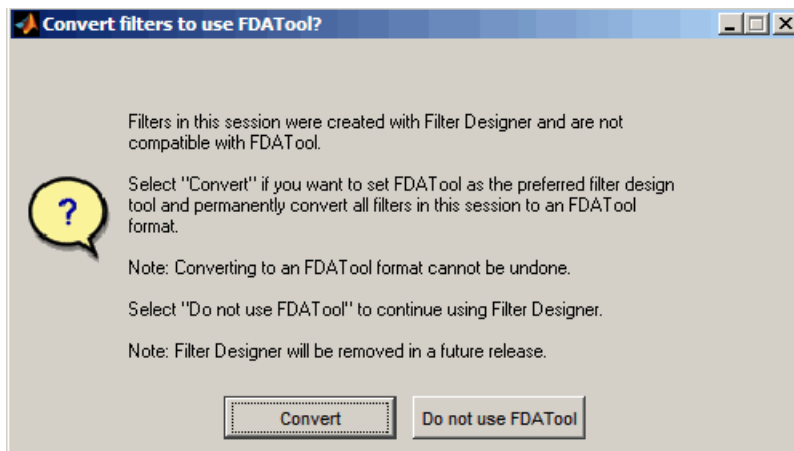 Convert filters to use FDATool?
Filters in this session were created with Filter Designer and are not
compatible with FDATool.
Select "Convert" if you want to set FDATool as the preferred filter design
tool and permanently convert all filters in this session to an FDATool
format.
?
Note: Converting to an FDATool format cannot be undone.
Select "Do not use FDATool" to continue using Filter Designer.
Note: Filter Designer will be removed in a future release.
Convert
Do not use FDATool